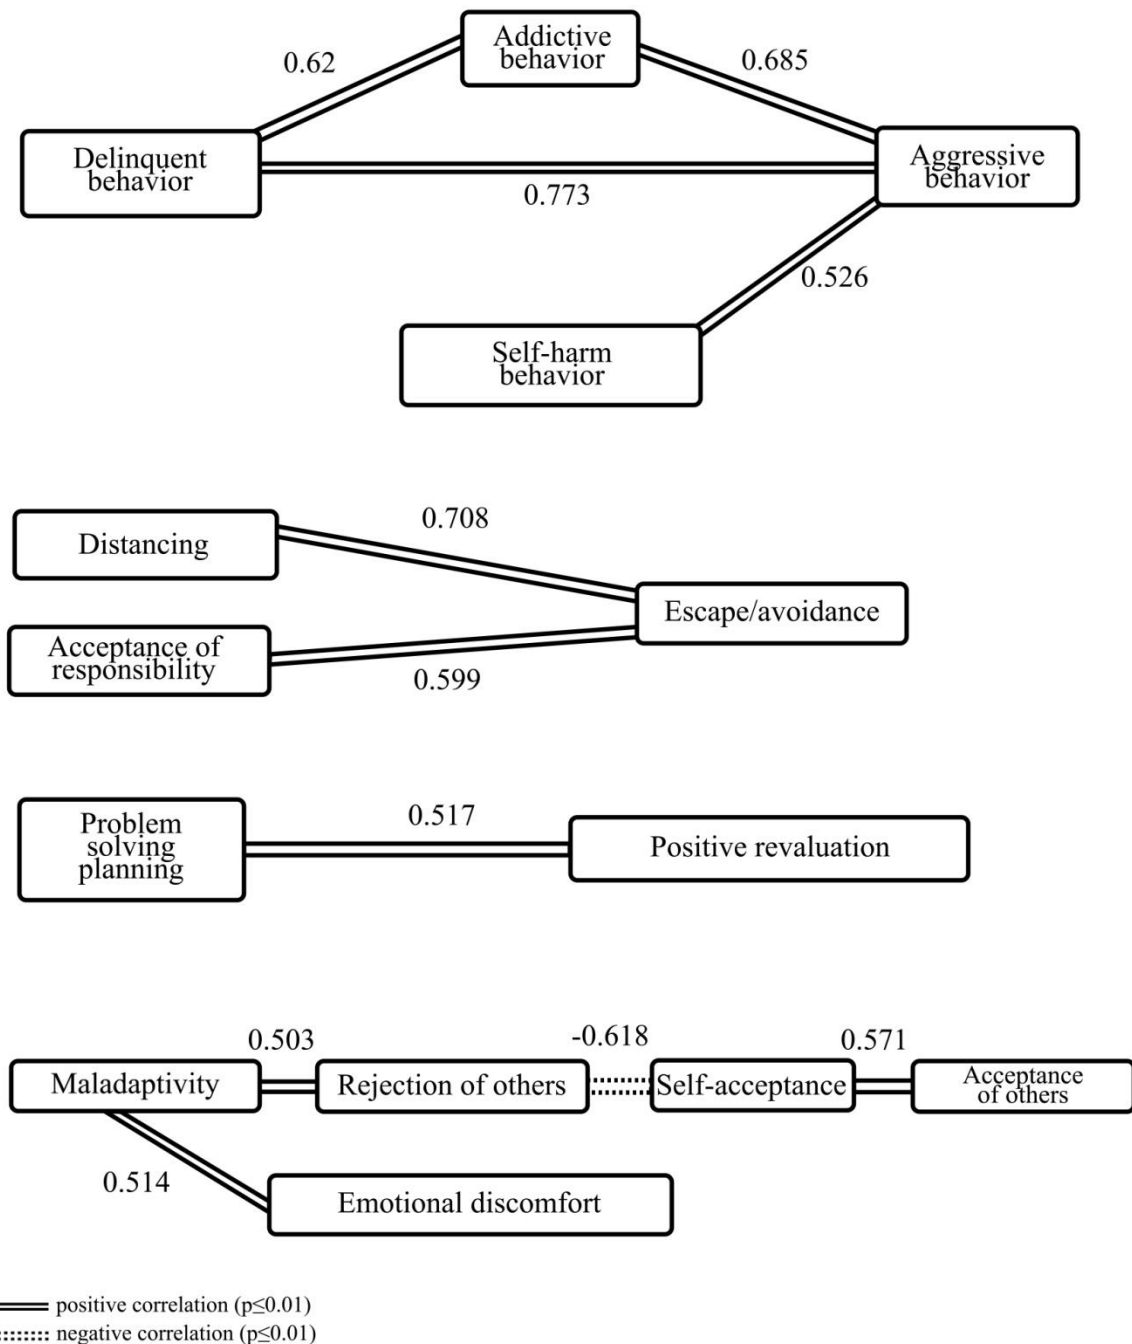 Addictive
behavior
0.62
0.685
Delinquent
behavior
Aggressive
behavior
0.773
0.526
Self-harm
behavior
Distancing
0.708
Escape/avoidance
Acceptance of
responsibility
0.599
Problem
solving
planning
0.517
Positive revaluation
0.503
-0.618
0.571
Maladaptivity
Rejection of others
Self-acceptance
Acceptance
of others
0.514
Emotional discomfort
positive correlation (p≤0.01)
negative correlation (p≤0.01)